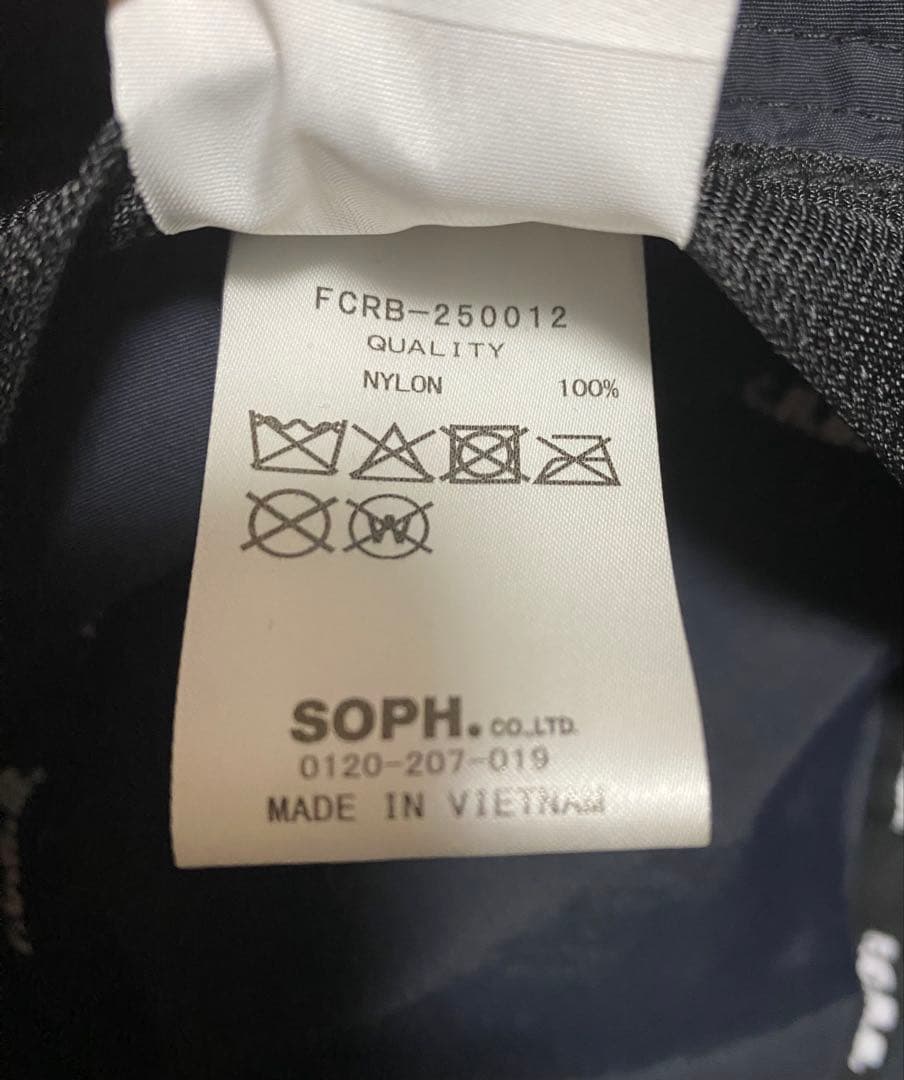 FCRB-250012
QUALITY
NYLON 100%
W
SOPH. CO.,LTD.
0120-207-019
MADE IN VIETNAM